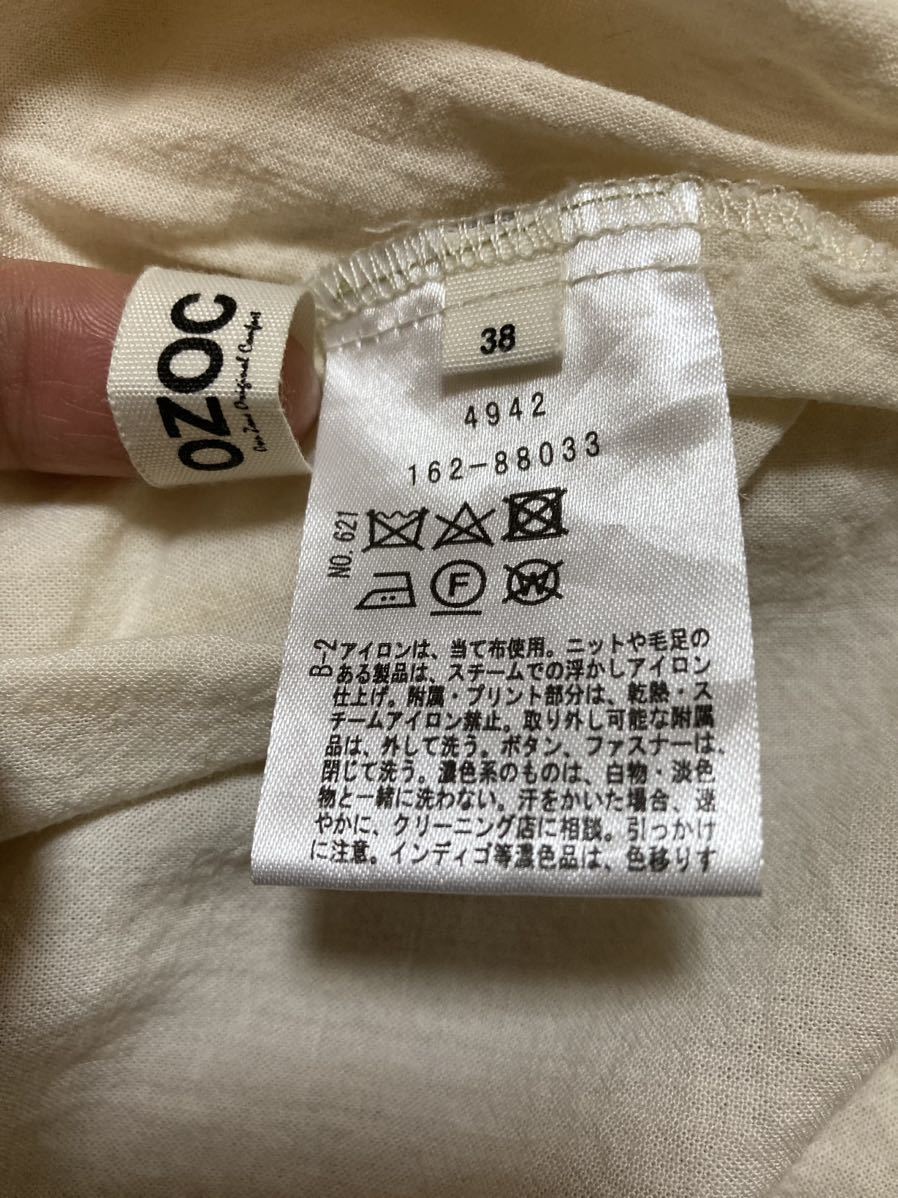 OZOC
38
4942
162-88033
NO.621
F
W
B-2
アイロンは、当て布使用。ニットや毛足の
ある製品は、スチームでの浮かしアイロン
仕上げ。附属・プリント部分は、乾熱・ス
チームアイロン禁止。取り外し可能な附属
品は、外して洗う。ボタン、ファスナーは、
閉じて洗う。濃色系のものは、白物・淡色
物と一緒に洗わない。汗をかいた場合、速
やかに、クリーニング店に相談。引っかけ
に注意。インディゴ等濃色品は、色移りす